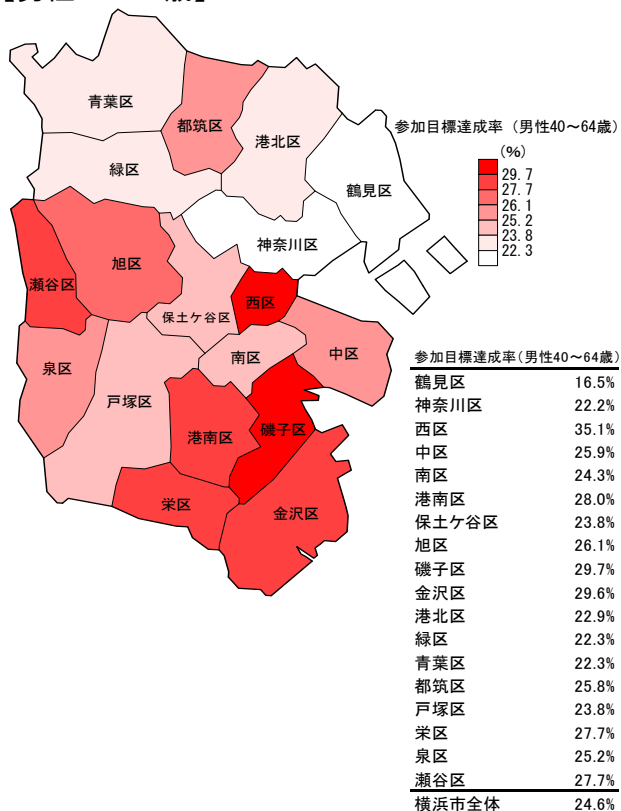 青葉区
都筑区
港北区
緑区
鶴見区
神奈川区
旭区
瀬谷区
西区
保土ケ谷区
中区
南区
泉区
戸塚区
港南区
磯子区
栄区
金沢区
参加目標達成率 (男性40〜64歳)
(%)
29.7
27.7
26.1
25.2
23.8
22.3
参加目標達成率(男性40〜64歳)
鶴見区 16.5%
神奈川区 22.2%
西区 35.1%
中区 25.9%
南区 24.3%
港南区 28.0%
保土ケ谷区 23.8%
旭区 26.1%
磯子区 29.7%
金沢区 29.6%
港北区 22.9%
緑区 22.3%
青葉区 22.3%
都筑区 25.8%
戸塚区 23.8%
栄区 27.7%
泉区 25.2%
瀬谷区 27.7%
横浜市全体 24.6%